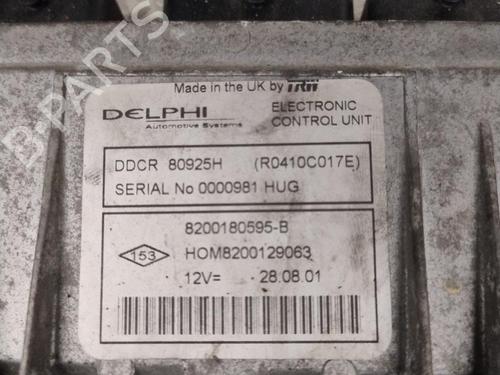 B-PARTS
Made in the UK by TRW
DELPHI
Automotive Systems
ELECTRONIC
CONTROL UNIT
DDCR 80925H (R0410C017E)
SERIAL No 0000981 HUG
8200180595-B
153
HOM8200129063
12V= 28.08.01